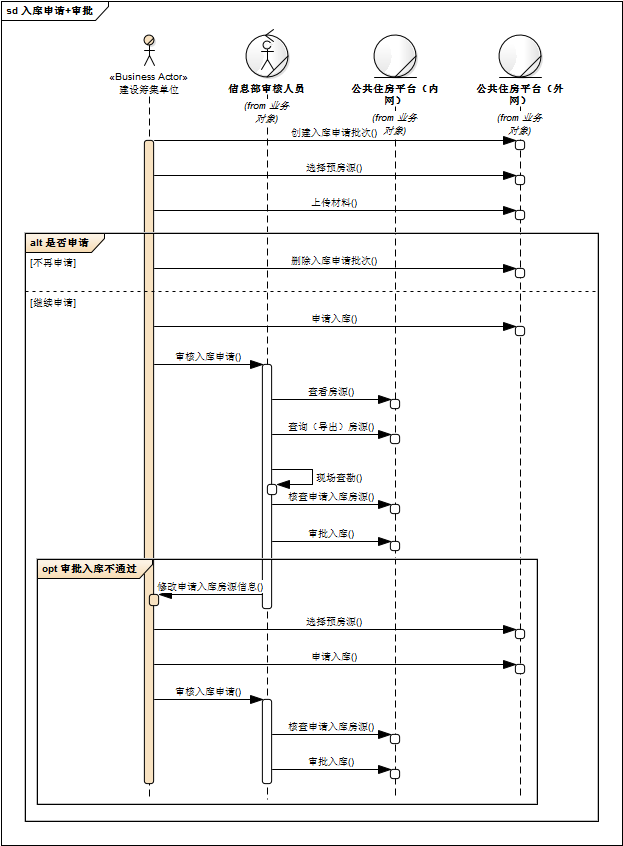 sd 入库申请+审批
«Business Actor»
建设筹集单位
信息部审核人员
(from 业务
对象)
公共住房平台（内
网）
(from 业务
对象)
公共住房平台（外
网）
(from 业务
对象)
创建入库申请批次()
选择预房源()
上传材料()
alt 是否申请
[不再申请]
删除入库申请批次()
[继续申请]
申请入库()
审核入库申请()
查看房源()
查询（导出）房源()
现场查勘()
核查申请入库房源()
审批入库()
opt 审批入库不通过
修改申请入库房源信息()
选择预房源()
申请入库()
审核入库申请()
核查申请入库房源()
审批入库()